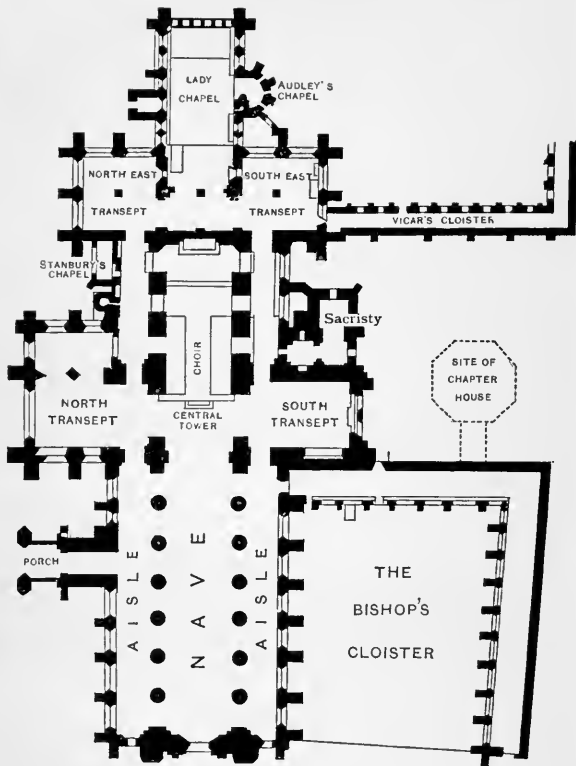 LADY
CHAPEL
AUDLEY'S
CHAPEL
NORTH EAST
TRANSEPT
SOUTH EAST
TRANSEPT
VICAR'S CLOISTER
STANBURY'S
CHAPEL
Sacristy
CHOIR
SITE OF
CHAPTER
HOUSE
NORTH
TRANSEPT
CENTRAL
TOWER
SOUTH
TRANSEPT
PORCH
AISLE
NAVE
AISLE
THE
BISHOP'S
CLOISTER